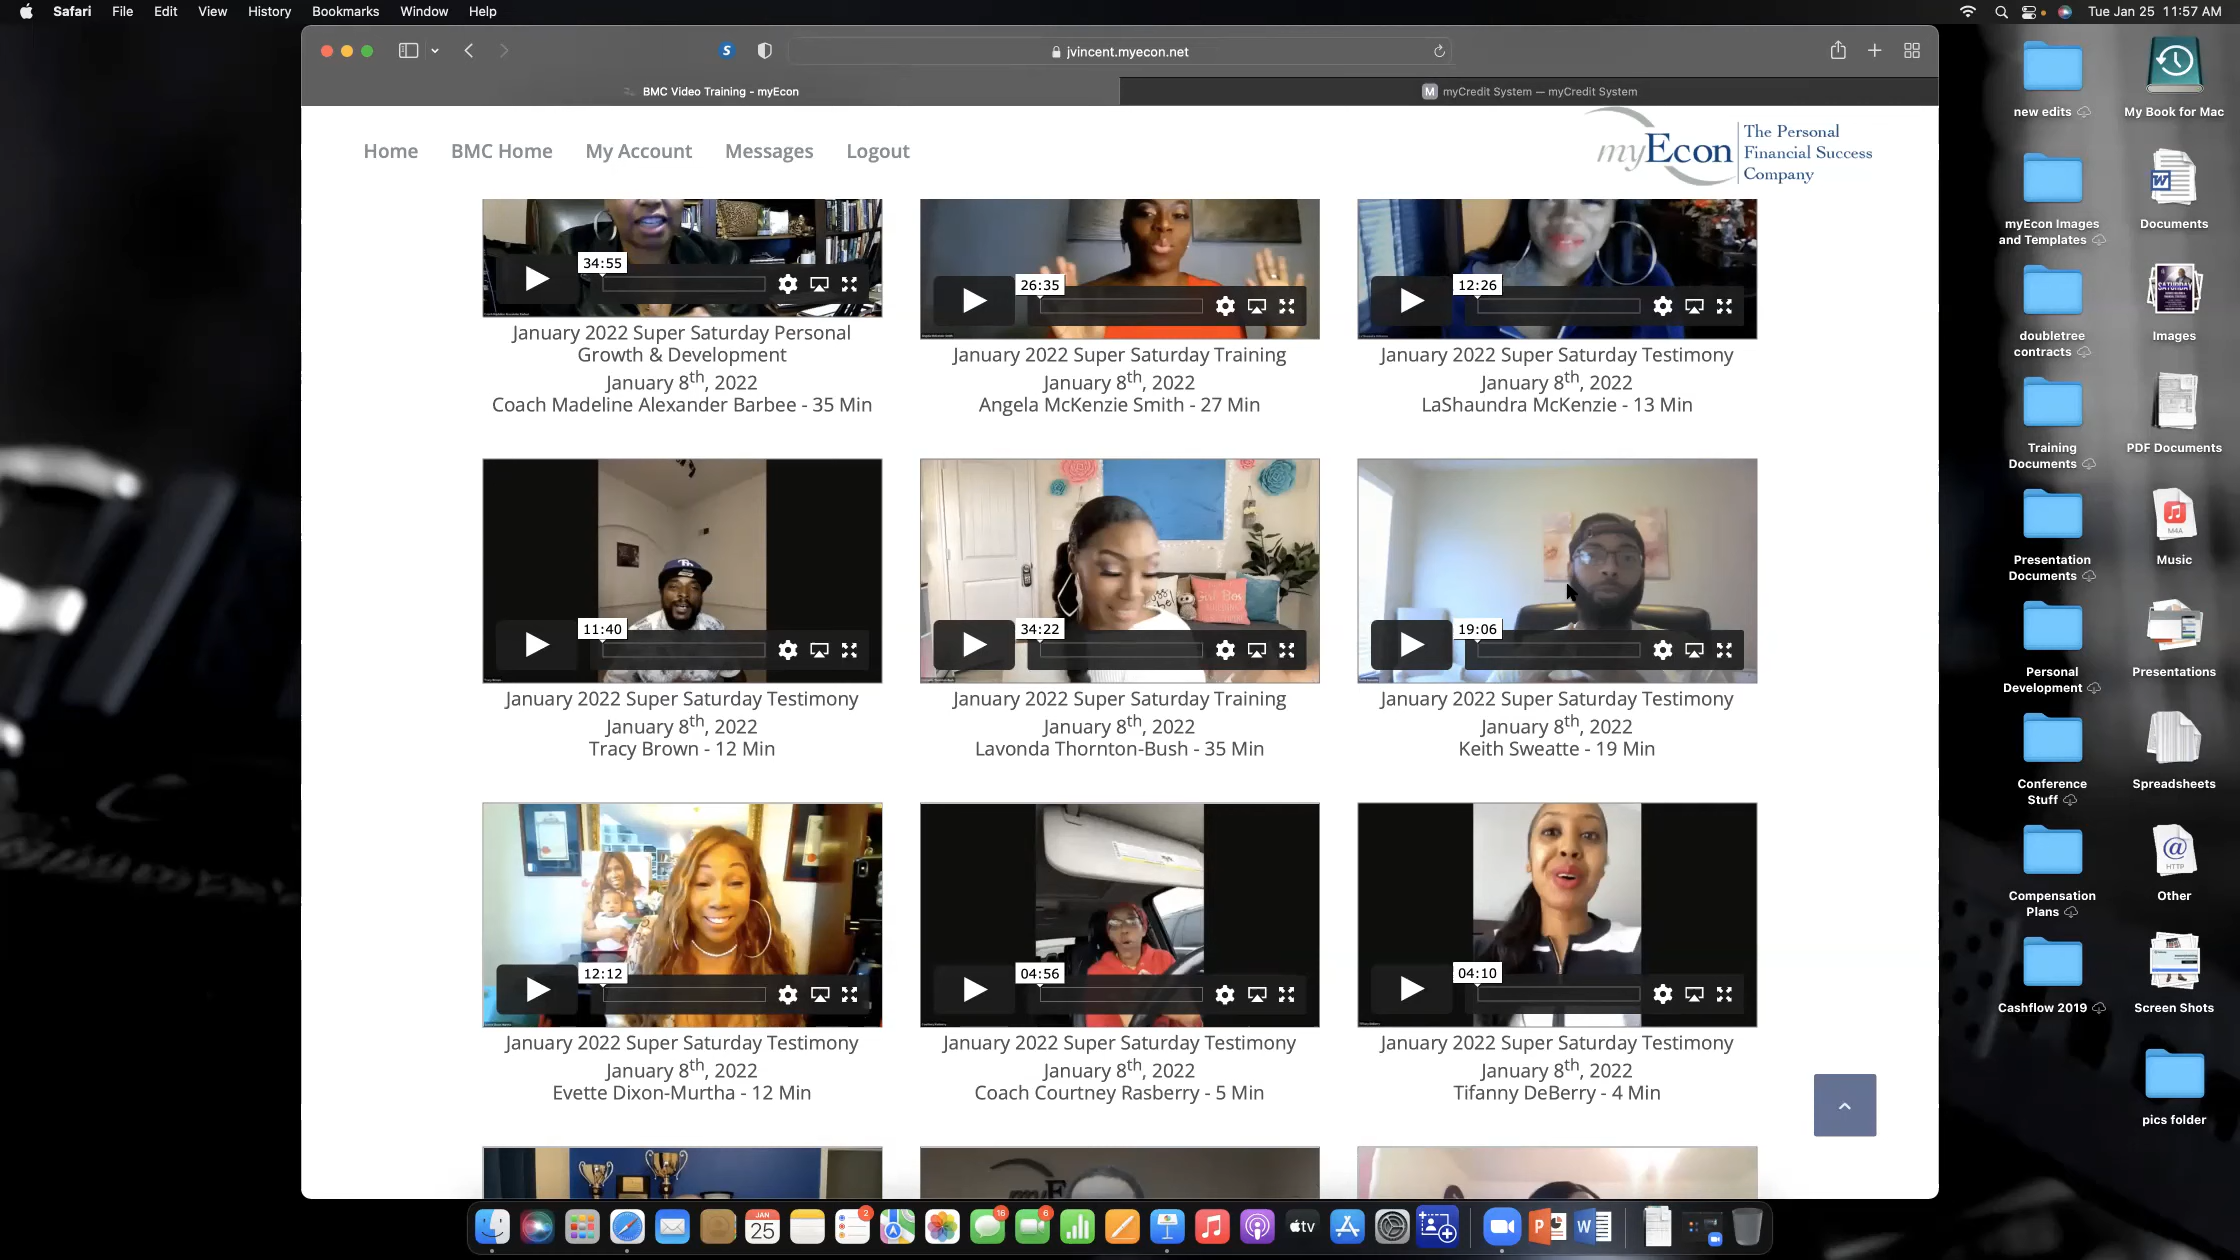 Safari File Edit View History Bookmarks Window Help
Tue Jan 25 11:57 AM
jvincent.myecon.net
BMC Video Training - myEcon
myCredit System — myCredit System
Home BMC Home My Account Messages Logout
myEcon
The Personal
Financial Success
Company
34:55
26:35
12:26
January 2022 Super Saturday Personal
Growth & Development
January 8th, 2022
Coach Madeline Alexander Barbee - 35 Min
January 2022 Super Saturday Training
January 8th, 2022
Angela McKenzie Smith - 27 Min
January 2022 Super Saturday Testimony
January 8th, 2022
LaShaundra McKenzie - 13 Min
11:40
34:22
19:06
January 2022 Super Saturday Testimony
January 8th, 2022
Tracy Brown - 12 Min
January 2022 Super Saturday Training
January 8th, 2022
Lavonda Thornton-Bush - 35 Min
January 2022 Super Saturday Testimony
January 8th, 2022
Keith Sweatte - 19 Min
12:12
04:56
04:10
January 2022 Super Saturday Testimony
January 8th, 2022
Evette Dixon-Murtha - 12 Min
January 2022 Super Saturday Testimony
January 8th, 2022
Coach Courtney Rasberry - 5 Min
January 2022 Super Saturday Testimony
January 8th, 2022
Tifanny DeBerry - 4 Min
new edits
My Book for Mac
myEcon Images
and Templates
Documents
doubletree
contracts
SATURDAY
Images
Training
Documents
PDF Documents
M4A
Presentation
Documents
Music
Personal
Development
Presentations
Conference
Stuff
Spreadsheets
HTTP
Compensation
Plans
Other
Cashflow 2019
Screen Shots
pics folder
JAN
25
2
16
6
tv